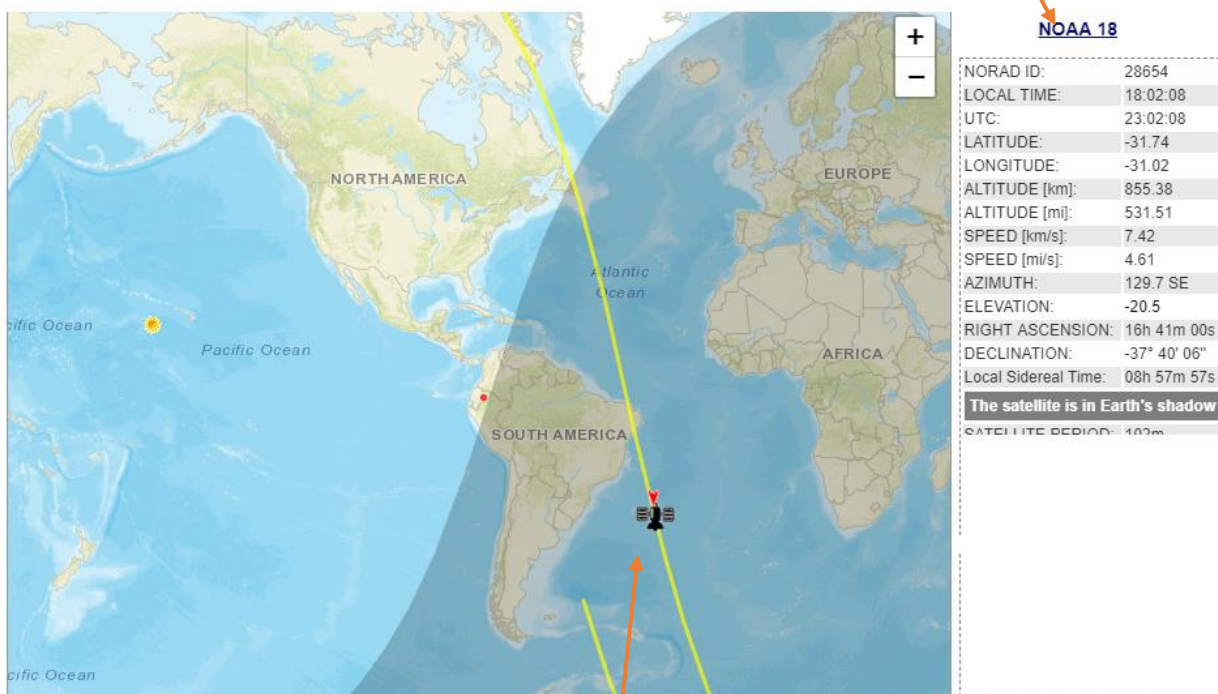 +
−
NORTH AMERICA
EUROPE
Atlantic
Ocean
cific Ocean
Pacific Ocean
AFRICA
SOUTH AMERICA
cific Ocean
NOAA 18
NORAD ID: 28654
LOCAL TIME: 18:02:08
UTC: 23:02:08
LATITUDE: -31.74
LONGITUDE: -31.02
ALTITUDE [km]: 855.38
ALTITUDE [mi]: 531.51
SPEED [km/s]: 7.42
SPEED [mi/s]: 4.61
AZIMUTH: 129.7 SE
ELEVATION: -20.5
RIGHT ASCENSION: 16h 41m 00s
DECLINATION: -37° 40' 06"
Local Sidereal Time: 08h 57m 57s
The satellite is in Earth's shadow
SATELLITE PERIOD: 102m